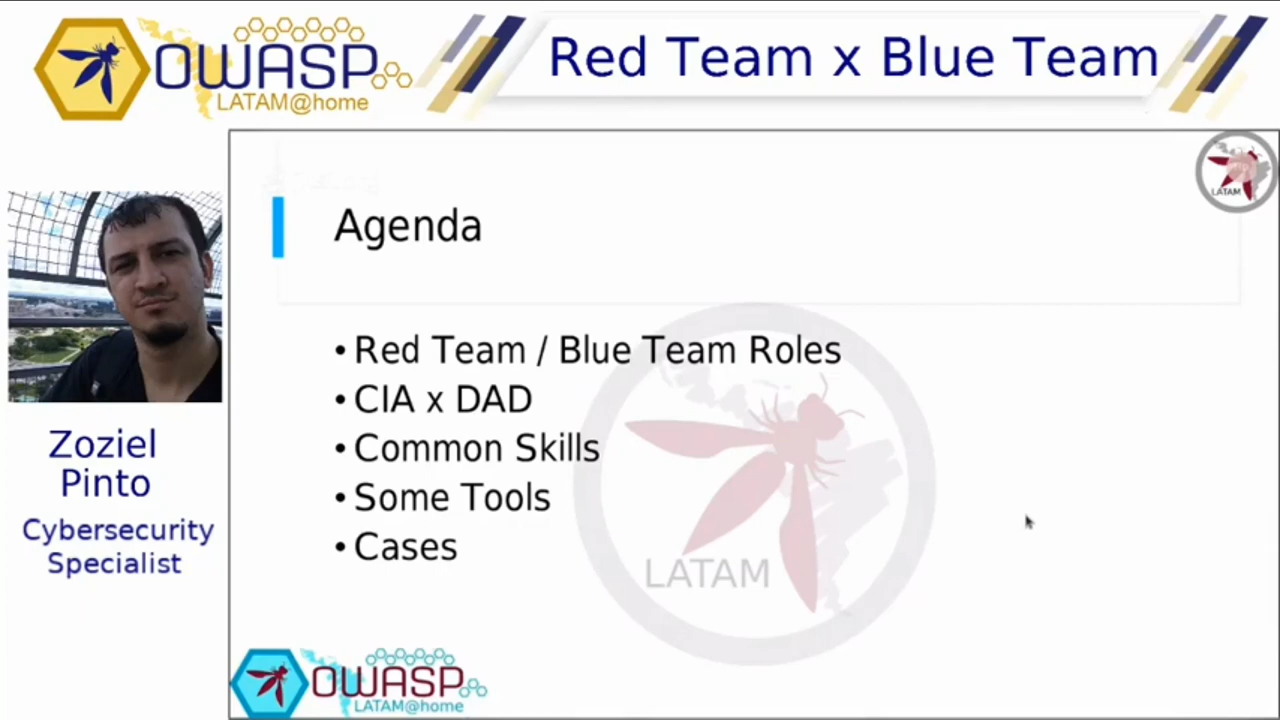 OWASP
LATAM@home
Red Team x Blue Team
LATAM
Agenda
• Red Team / Blue Team Roles
• CIA x DAD
• Common Skills
• Some Tools
• Cases
LATAM
Zoziel
Pinto
Cybersecurity
Specialist
OWASP
LATAM@home